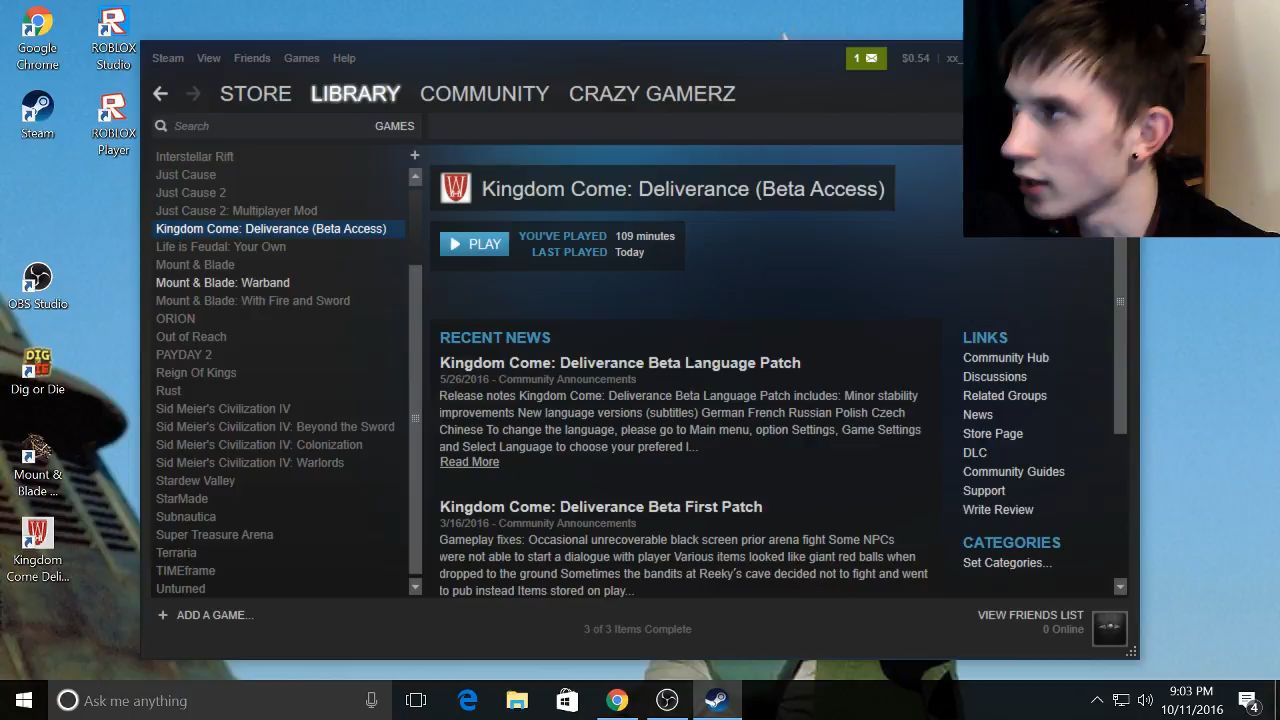 Google Chrome
ROBLOX Studio
Steam
ROBLOX Player
OBS Studio
Dig or Die
Mount & Blade ...
Kingdom Come Deli...
Steam View Friends Games Help
1
$0.54
xx_
STORE LIBRARY COMMUNITY CRAZY GAMERZ
Search
GAMES
Interstellar Rift
Just Cause
Just Cause 2
Just Cause 2: Multiplayer Mod
Kingdom Come: Deliverance (Beta Access)
Life is Feudal: Your Own
Mount & Blade
Mount & Blade: Warband
Mount & Blade: With Fire and Sword
ORION
Out of Reach
PAYDAY 2
Reign Of Kings
Rust
Sid Meier's Civilization IV
Sid Meier's Civilization IV: Beyond the Sword
Sid Meier's Civilization IV: Colonization
Sid Meier's Civilization IV: Warlords
Stardew Valley
StarMade
Subnautica
Super Treasure Arena
Terraria
TIMEframe
Unturned
+ ADD A GAME...
Kingdom Come: Deliverance (Beta Access)
PLAY
YOU'VE PLAYED 109 minutes
LAST PLAYED Today
RECENT NEWS
Kingdom Come: Deliverance Beta Language Patch
5/26/2016 - Community Announcements
Release notes Kingdom Come: Deliverance Beta Language Patch includes: Minor stability
improvements New language versions (subtitles) German French Russian Polish Czech
Chinese To change the language, please go to Main menu, option Settings, Game Settings
and Select Language to choose your prefered l...
Read More
Kingdom Come: Deliverance Beta First Patch
3/16/2016 - Community Announcements
Gameplay fixes: Occasional unrecoverable black screen prior arena fight Some NPCs
were not able to start a dialogue with player Various items looked like giant red balls when
dropped to the ground Sometimes the bandits at Reeky's cave decided not to fight and went
to pub instead Items stored on play...
LINKS
Community Hub
Discussions
Related Groups
News
Store Page
DLC
Community Guides
Support
Write Review
CATEGORIES
Set Categories...
3 of 3 Items Complete
VIEW FRIENDS LIST
0 Online
Ask me anything
9:03 PM
10/11/2016
4